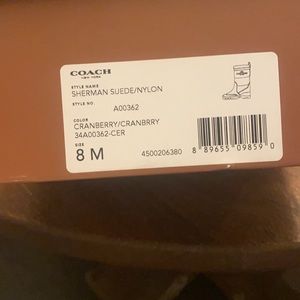 COACH
NEW YORK
STYLE NAME
SHERMAN SUEDE/NYLON
STYLE NO.
A00362
COLOR
CRANBERRY/CRANBRRY
34A00362-CER
SIZE
8 M
4500206380
8 89655 09859 0